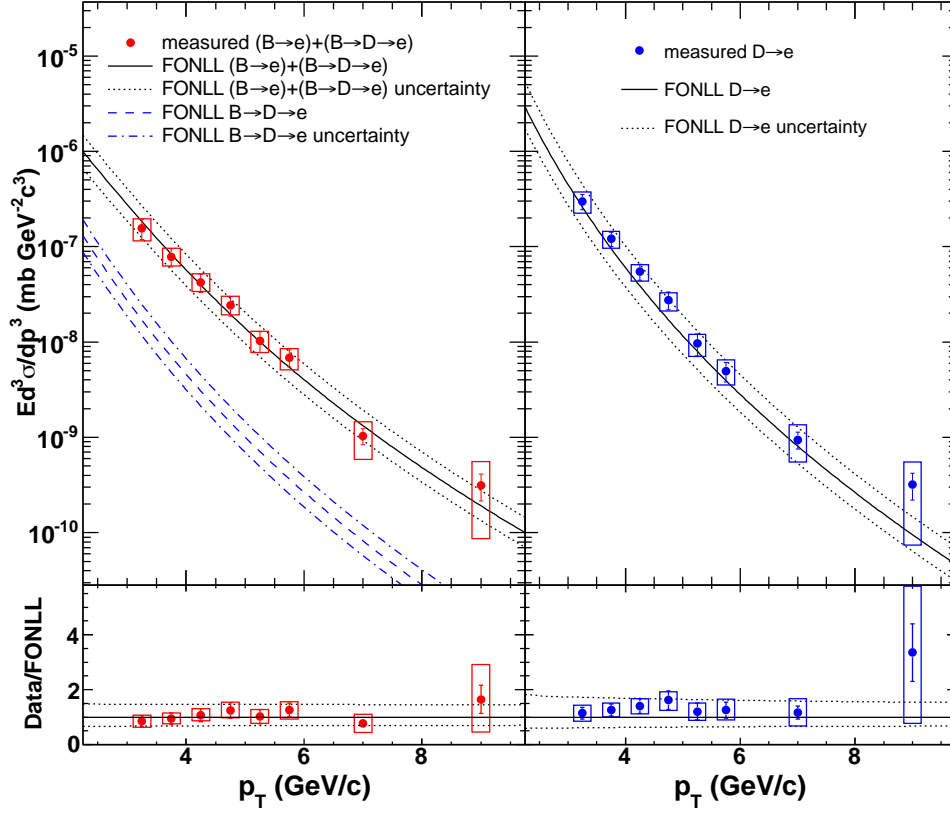 measured (B→e)+(B→D→e)
FONLL (B→e)+(B→D→e)
FONLL (B→e)+(B→D→e) uncertainty
FONLL B→D→e
FONLL B→D→e uncertainty
measured D→e
FONLL D→e
FONLL D→e uncertainty
Ed³σ/dp³ (mb GeV⁻²c³)
10⁻⁵
10⁻⁶
10⁻⁷
10⁻⁸
10⁻⁹
10⁻¹⁰
Data/FONLL
4
2
0
4 6 8 4 6 8
p_T (GeV/c) p_T (GeV/c)